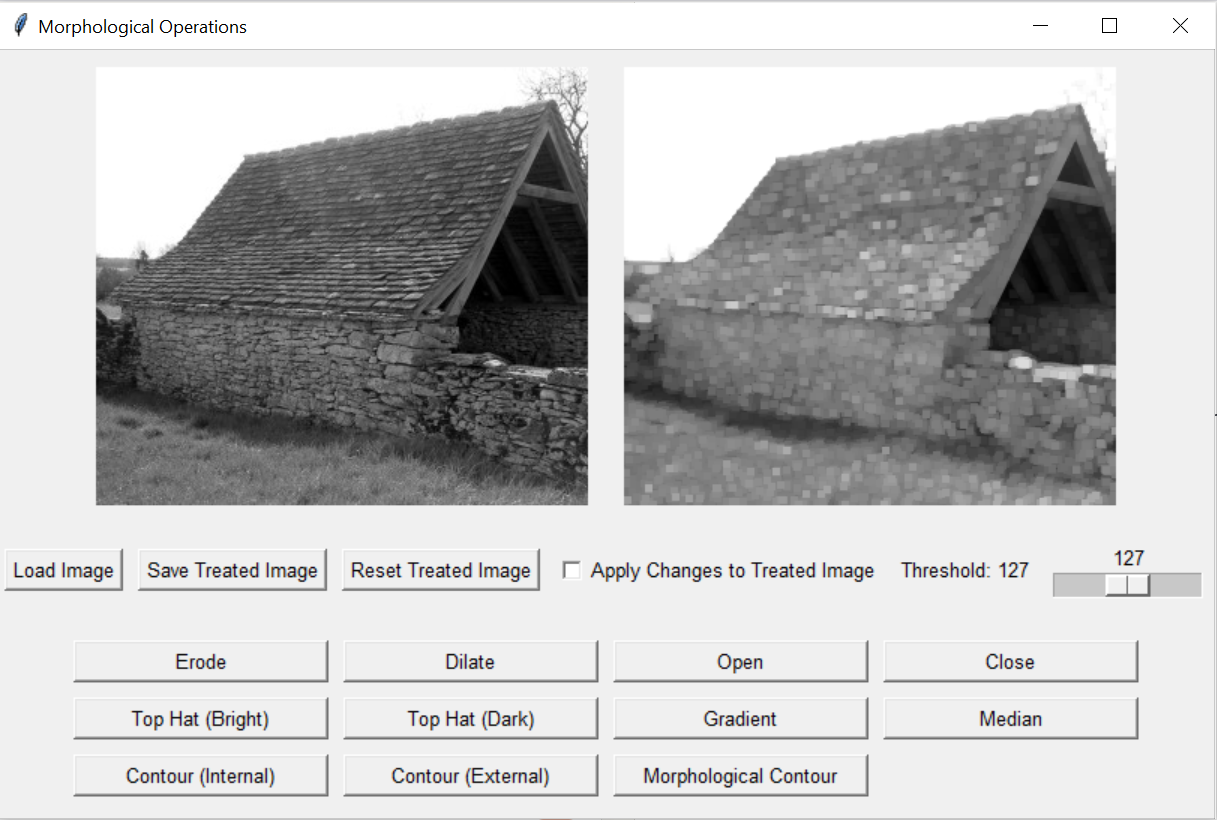 Morphological Operations
127
Load Image Save Treated Image Reset Treated Image Apply Changes to Treated Image Threshold: 127
Erode Dilate Open Close
Top Hat (Bright) Top Hat (Dark) Gradient Median
Contour (Internal) Contour (External) Morphological Contour